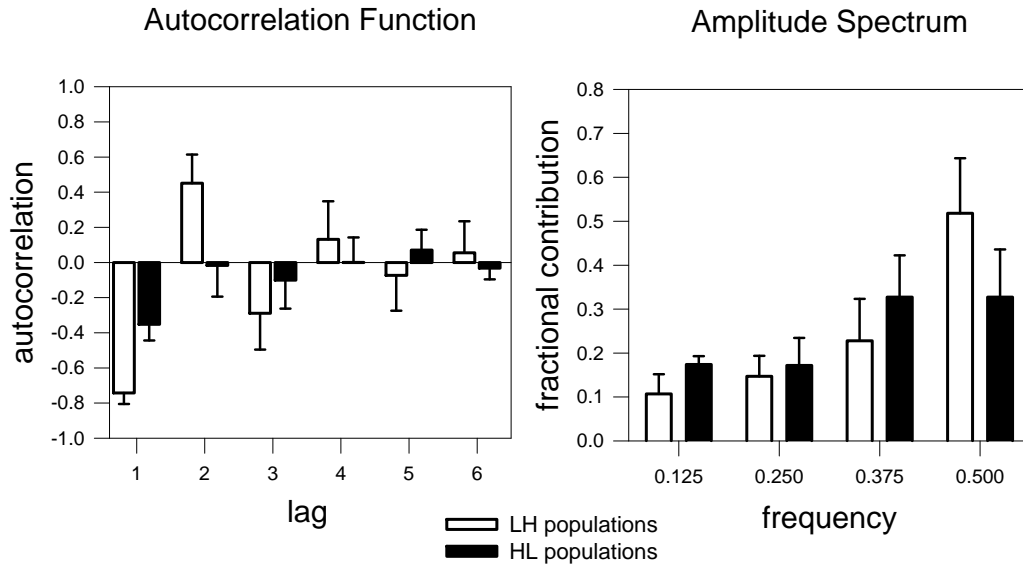 Autocorrelation Function
autocorrelation
1.0
0.8
0.6
0.4
0.2
0.0
-0.2
-0.4
-0.6
-0.8
-1.0
1 2 3 4 5 6
lag
Amplitude Spectrum
fractional contribution
0.8
0.7
0.6
0.5
0.4
0.3
0.2
0.1
0.0
0.125 0.250 0.375 0.500
frequency
LH populations
HL populations